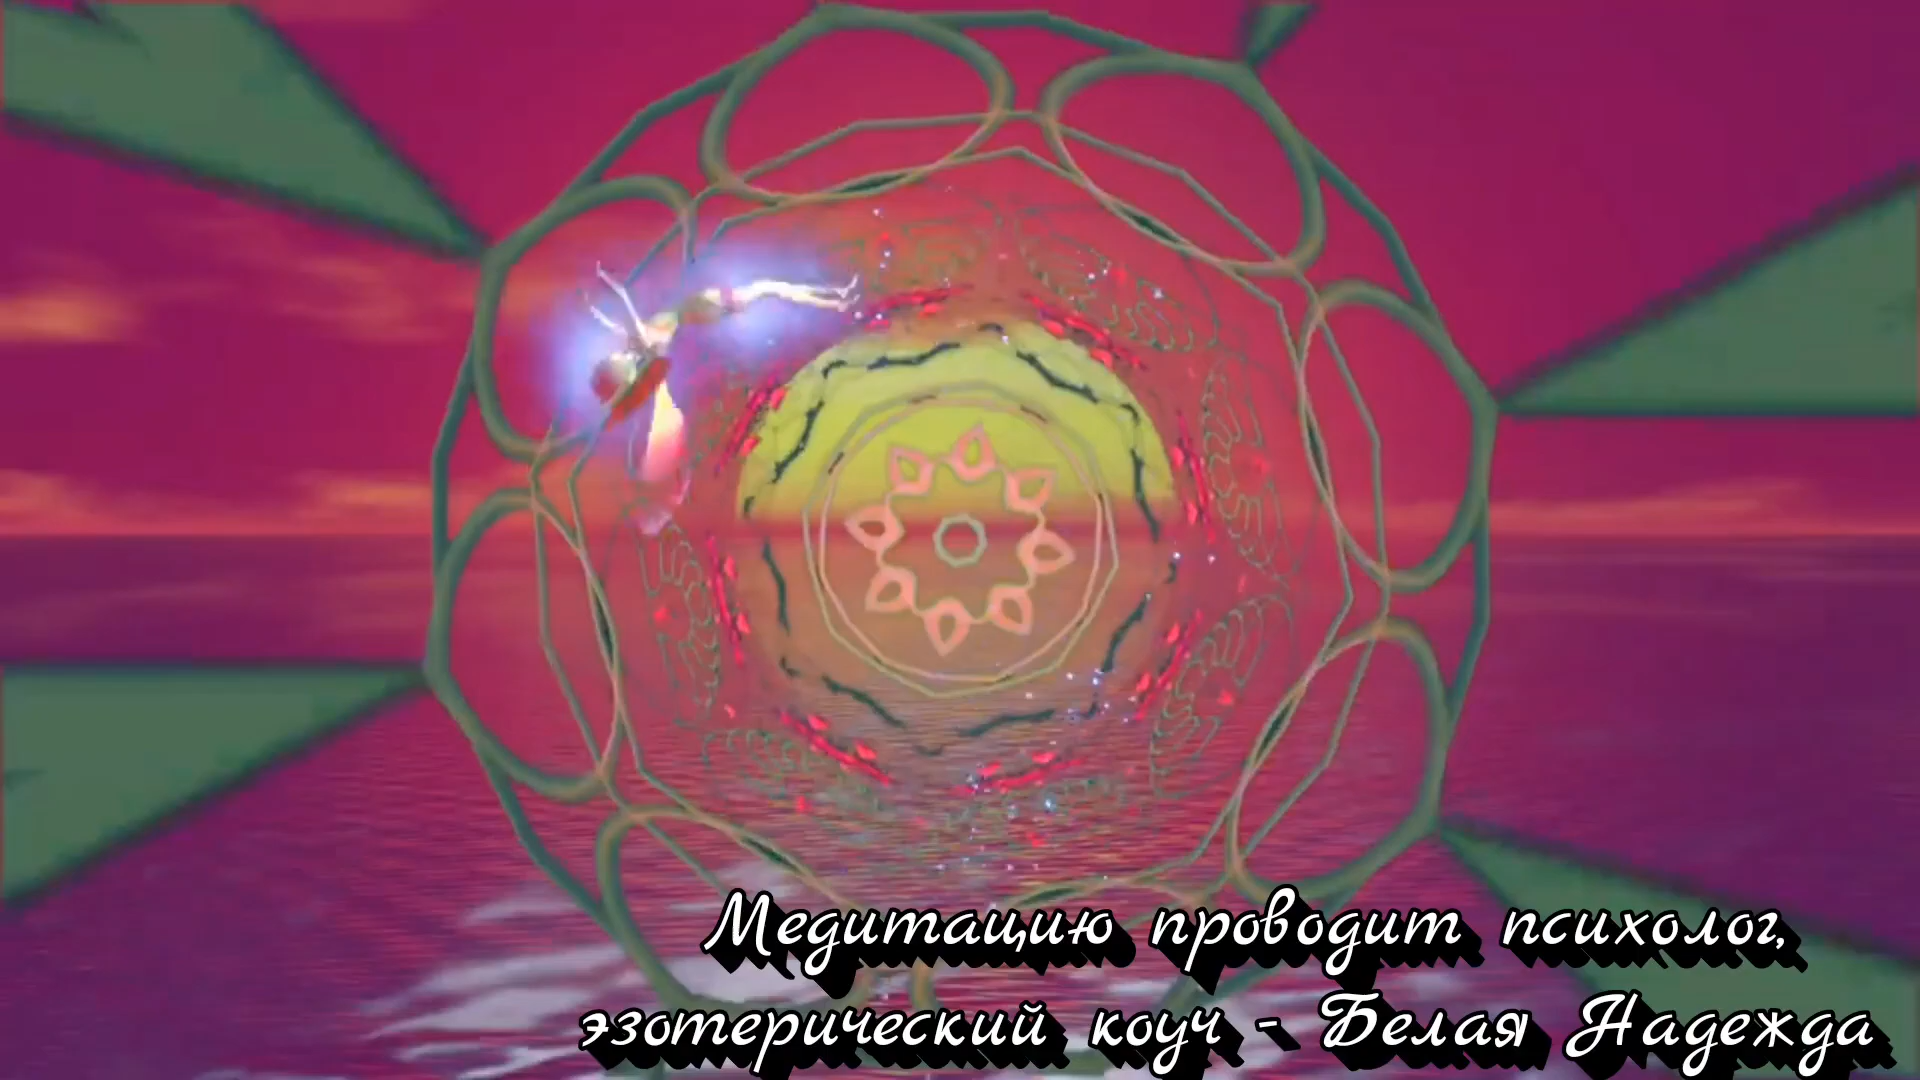 Медитацию проводит психолог,
эзотерический коуч - Белая Надежда